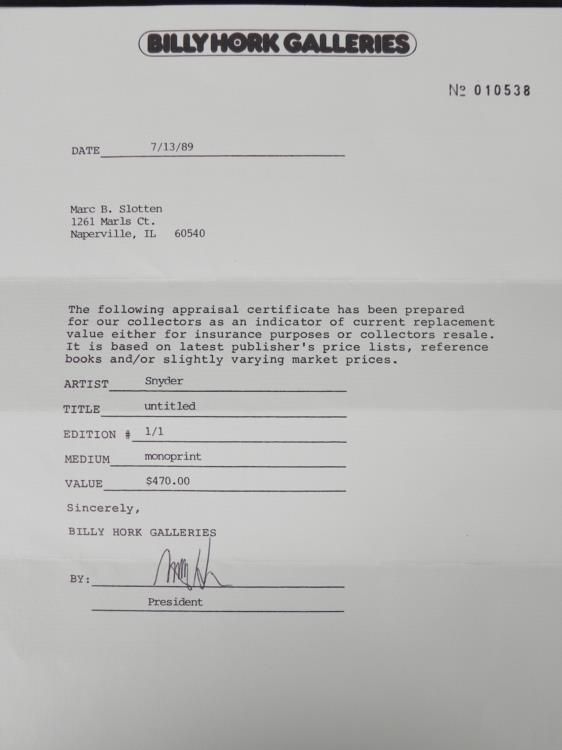 BILLY HORK GALLERIES
Nº 010538
DATE 7/13/89
Marc B. Slotten
1261 Marls Ct.
Naperville, IL 60540
The following appraisal certificate has been prepared
for our collectors as an indicator of current replacement
value either for insurance purposes or collectors resale.
It is based on latest publisher's price lists, reference
books and/or slightly varying market prices.
ARTIST Snyder
TITLE untitled
EDITION # 1/1
MEDIUM monoprint
VALUE $470.00
Sincerely,
BILLY HORK GALLERIES
BY:
President